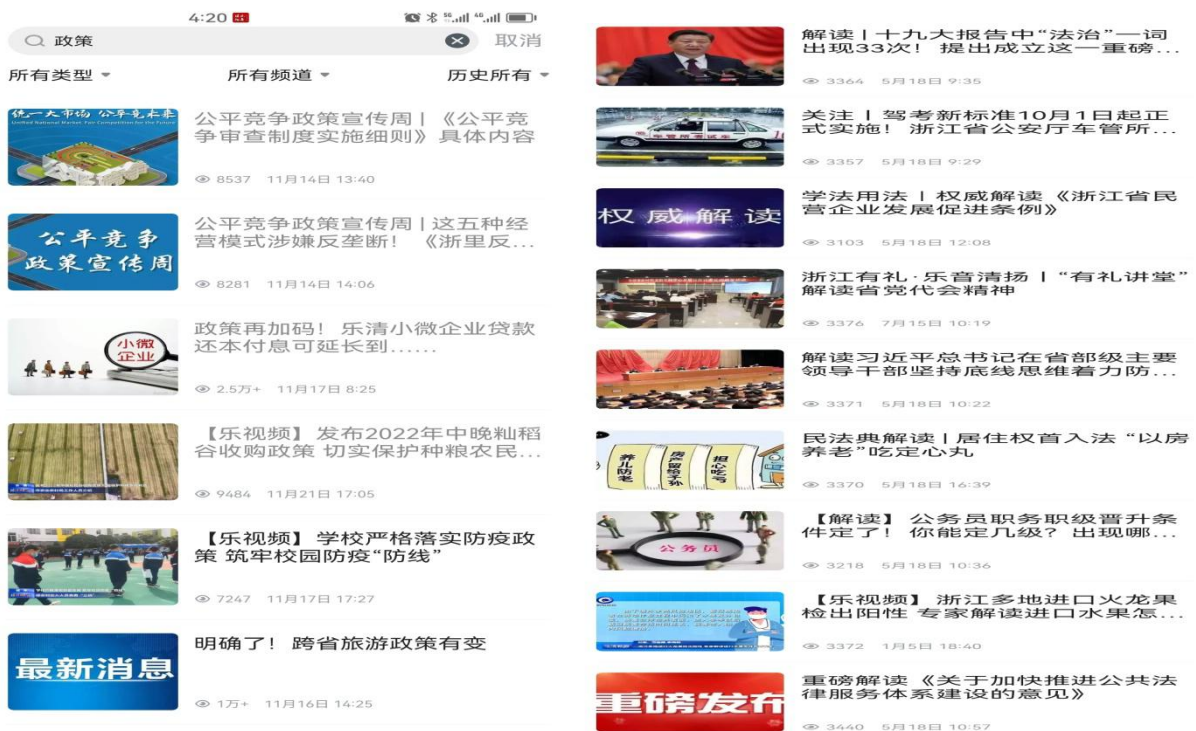 4:20
政策
取消
所有类型
所有频道
历史所有
统一大市场 公平竞未来
United National Market Fair Competition for the Future
公平竞争政策宣传周 | 《公平竞
争审查制度实施细则》具体内容
8537 11月14日 13:40
公平竞争
政策宣传周
公平竞争政策宣传周 | 这五种经
营模式涉嫌反垄断！ 《浙里反...
8281 11月14日 14:06
小微
企业
政策再加码！ 乐清小微企业贷款
还本付息可延长到……
2.5万+ 11月17日 8:25
【乐视频】发布2022年中晚籼稻
谷收购政策 切实保护种粮农民...
9484 11月21日 17:05
【乐视频】学校严格落实防疫政
策 筑牢校园防疫“防线”
7247 11月17日 17:27
最新消息
明确了！ 跨省旅游政策有变
1万+ 11月16日 14:25
解读 | 十九大报告中“法治”一词
出现33次！ 提出成立这一重磅...
3364 5月18日 9:35
关注 | 驾考新标准10月1日起正
式实施！ 浙江省公安厅车管所...
3357 5月18日 9:29
权威解读
学法用法 | 权威解读《浙江省民
营企业发展促进条例》
3103 5月18日 12:08
浙江有礼·乐音清扬 | “有礼讲堂”
解读省党代会精神
3376 7月15日 10:19
解读习近平总书记在省部级主要
领导干部坚持底线思维着力防...
3371 5月18日 10:22
养儿防老
房产留给子孙
担心吃亏
民法典解读 | 居住权首入法 “以房
养老”吃定心丸
3370 5月18日 16:39
公务员
【解读】 公务员职务职级晋升条
件定了！ 你能定几级？ 出现哪...
3218 5月18日 10:36
【乐视频】 浙江多地进口火龙果
检出阳性 专家解读进口水果怎...
3372 1月5日 18:40
重磅发布
重磅解读《关于加快推进公共法
律服务体系建设的意见》
3440 5月18日 10:57